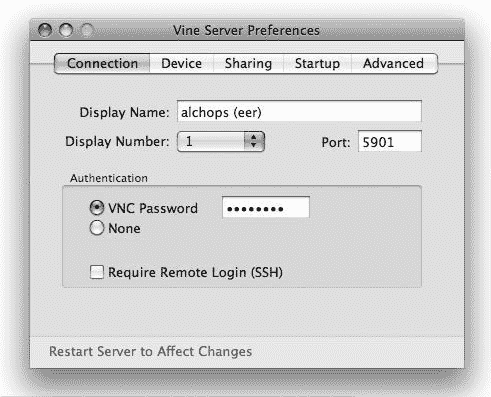 Vine Server Preferences
Connection Device Sharing Startup Advanced
Display Name: alchops (eer)
Display Number: 1 Port: 5901
Authentication
VNC Password ••••••••
None
Require Remote Login (SSH)
Restart Server to Affect Changes